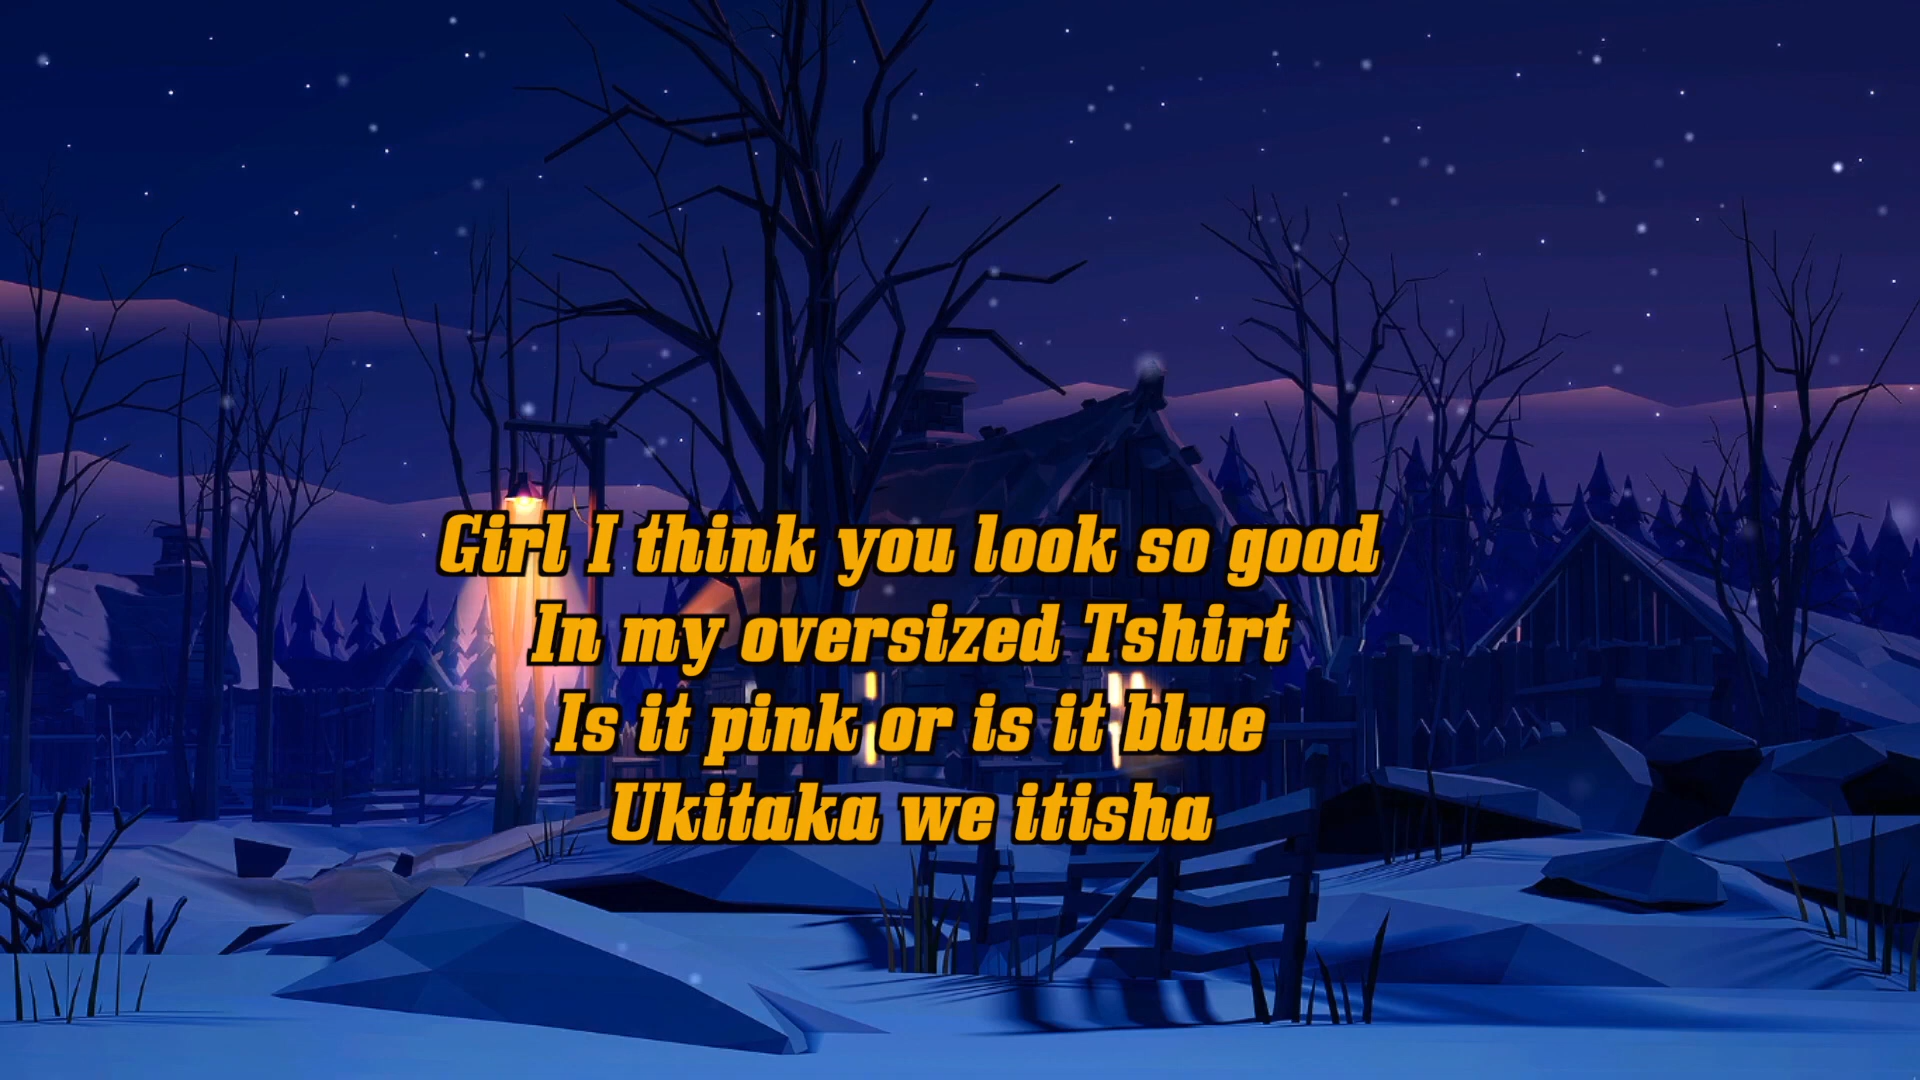 Girl I think you look so good
In my oversized Tshirt
Is it pink or is it blue
Ukitaka we itisha